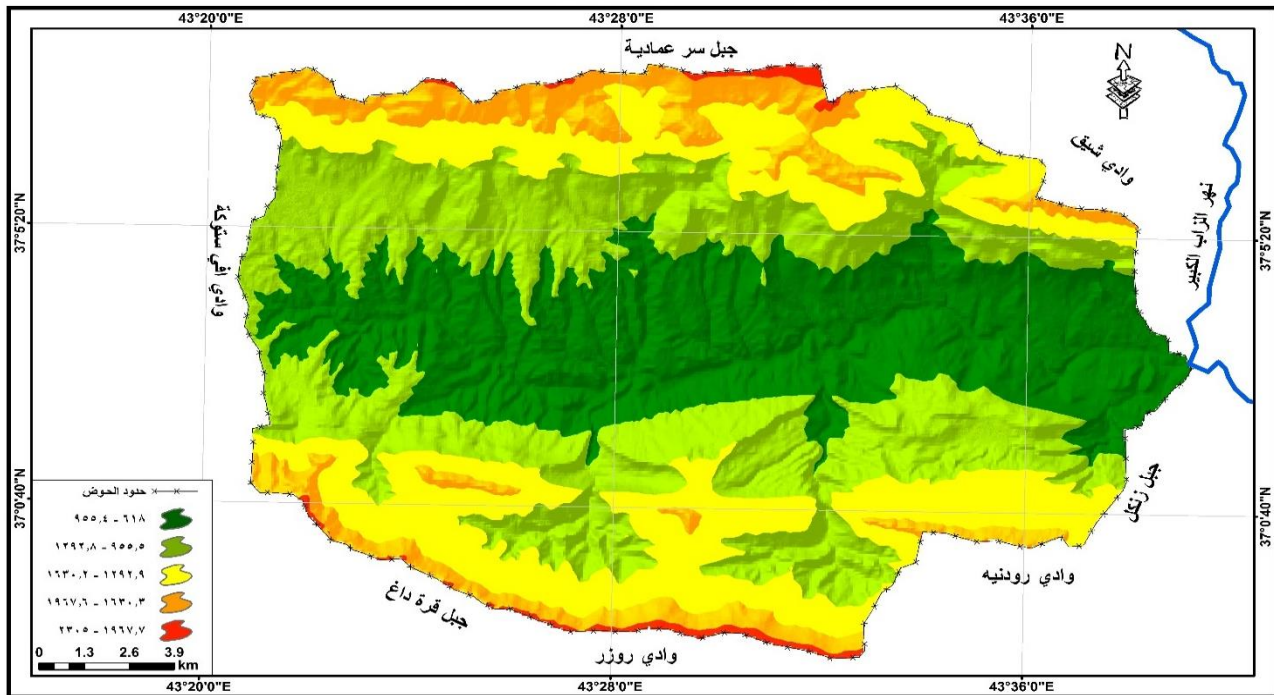 43°20'0"E
43°28'0"E
43°36'0"E
جبل سر عمادية
N
وادي شيق
نهر الزاب الكبير
37°5'20"N
37°5'20"N
وادي افي ستوكة
37°0'40"N
37°0'40"N
جبل زنكل
وادي رودنيه
جبل قرة داغ
وادي روزر
حدود الحوض
٦١٨ - ٩٥٥,٤
٩٥٥,٥ - ١٢٩٢,٨
١٢٩٢,٩ - ١٦٣٠,٢
١٦٣٠,٣ - ١٩٦٧,٦
١٩٦٧,٧ - ٢٣٠٥
0 1.3 2.6 3.9
km
43°20'0"E
43°28'0"E
43°36'0"E